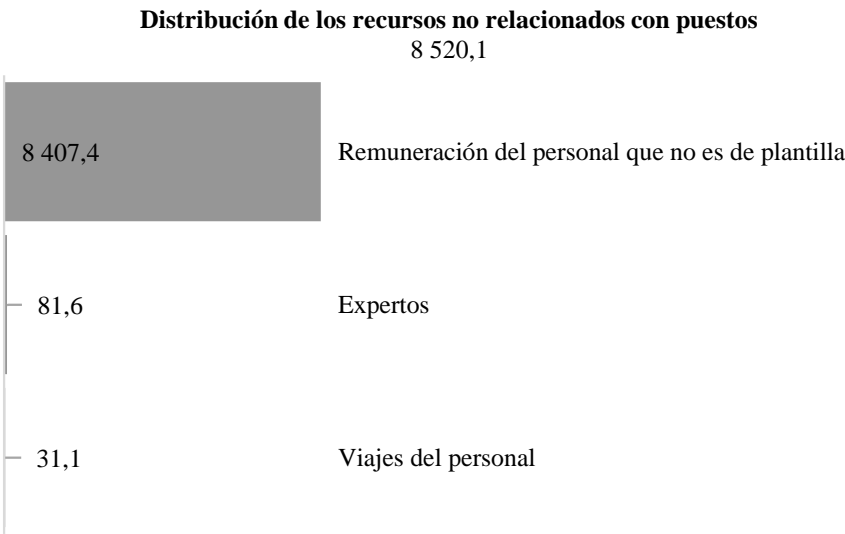 Distribución de los recursos no relacionados con puestos
8 520,1
8 407,4 Remuneración del personal que no es de plantilla
81,6 Expertos
31,1 Viajes del personal